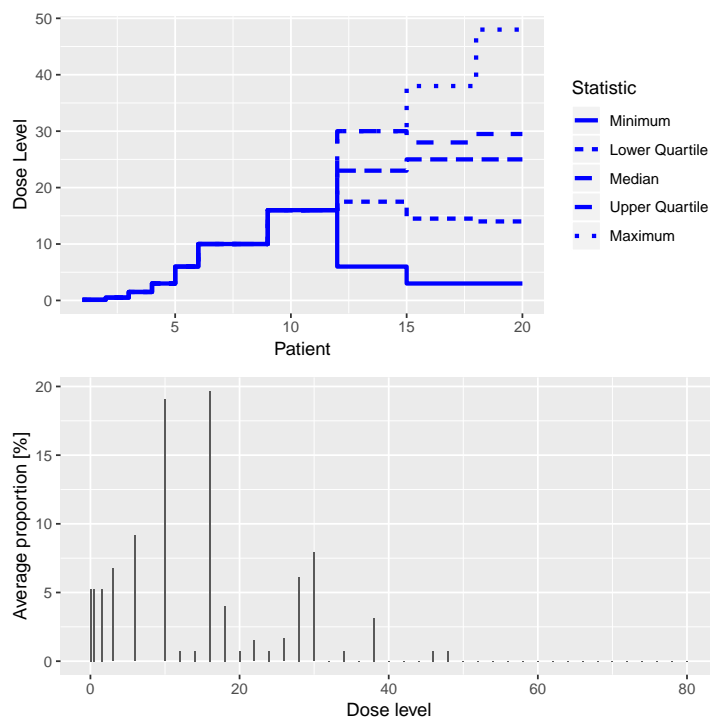 50
40
30
20
10
0
Dose Level
5
10
15
20
Patient
Statistic
Minimum
Lower Quartile
Median
Upper Quartile
Maximum
20
15
10
5
0
Average proportion [%]
0
20
40
60
80
Dose level